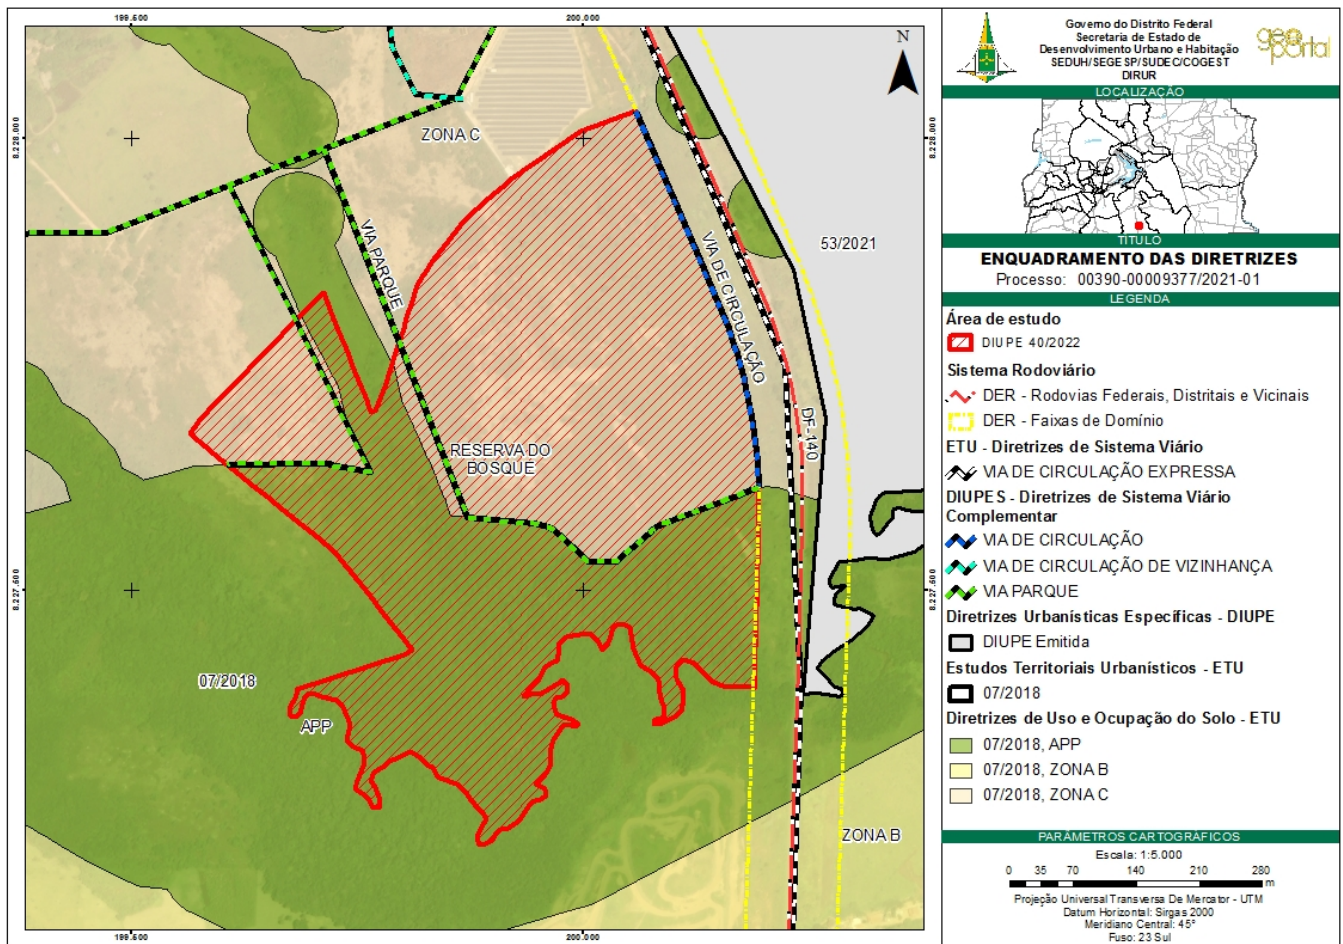 199.600
200.000
8.228.000
8.228.000
N
ZONA C
VIA PARQUE
VIA DE CIRCULAÇÃO
53/2021
DF-140
RESERVA DO
BOSQUE
8.227.600
8.227.600
07/2018
APP
ZONA B
199.600
200.000
Governo do Distrito Federal
Secretaria de Estado de
Desenvolvimento Urbano e Habitação
SEDUH/SEGESP/SUDEC/COGEST
DIRUR
geo
portal
LOCALIZAÇÃO
TITULO
ENQUADRAMENTO DAS DIRETRIZES
Processo: 00390-00009377/2021-01
LEGENDA
Área de estudo
DIUPE 40/2022
Sistema Rodoviário
DER - Rodovias Federais, Distritais e Vicinais
DER - Faixas de Domínio
ETU - Diretrizes de Sistema Viário
VIA DE CIRCULAÇÃO EXPRESSA
DIUPES - Diretrizes de Sistema Viário
Complementar
VIA DE CIRCULAÇÃO
VIA DE CIRCULAÇÃO DE VIZINHANÇA
VIA PARQUE
Diretrizes Urbanísticas Específicas - DIUPE
DIUPE Emitida
Estudos Territoriais Urbanísticos - ETU
07/2018
Diretrizes de Uso e Ocupação do Solo - ETU
07/2018, APP
07/2018, ZONA B
07/2018, ZONA C
PARÂMETROS CARTOGRÁFICOS
Escala: 1:5.000
0 35 70 140 210 280
m
Projeção Universal Transversa De Mercator - UTM
Datum Horizontal: Sirgas 2000
Meridiano Central: 45°
Fuso: 23 Sul